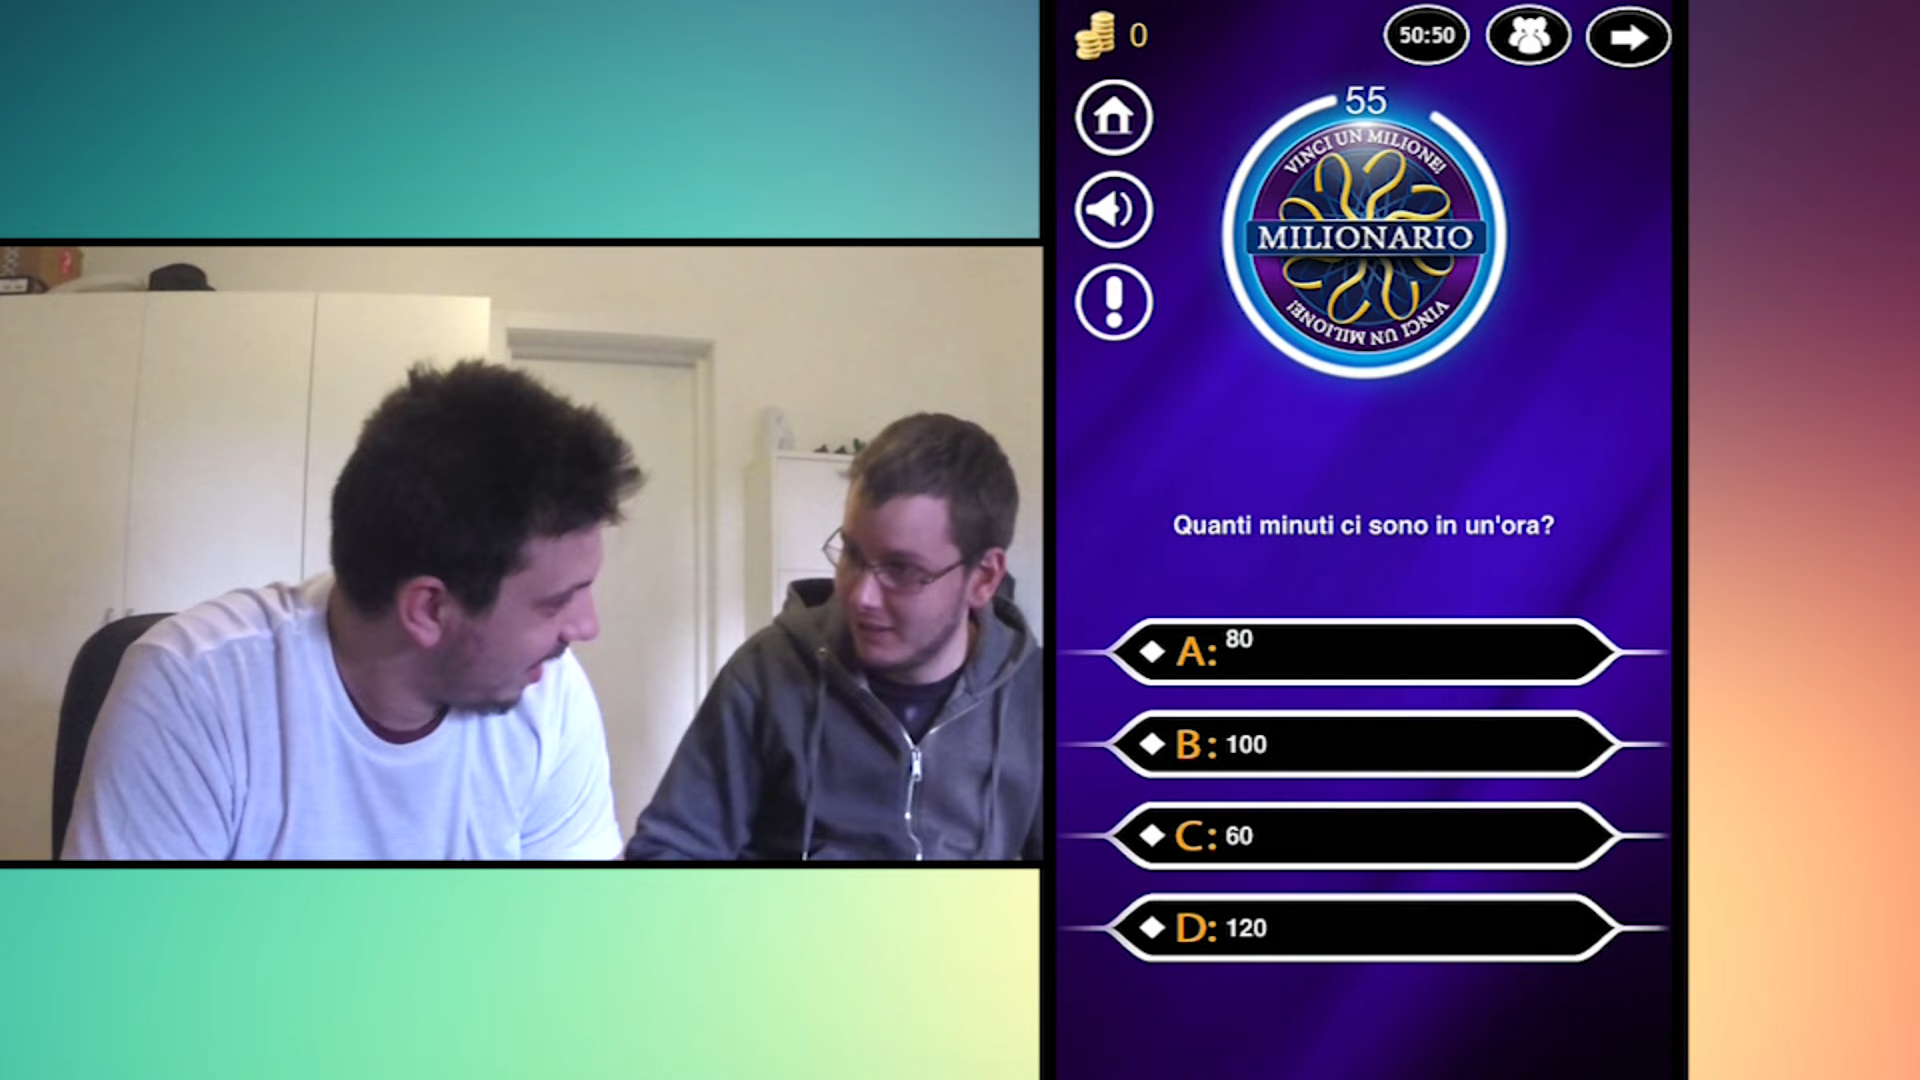 0
50:50
55
VINCI UN MILIONE!
MILIONARIO
VINCI UN MILIONE!
Quanti minuti ci sono in un'ora?
A: 80
B: 100
C: 60
D: 120